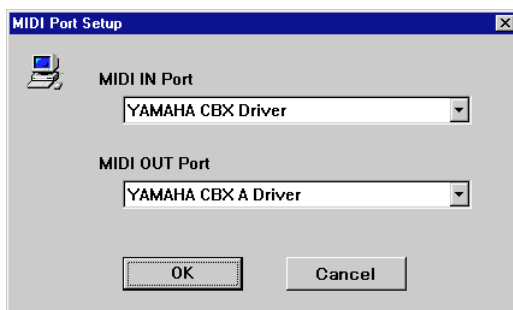 MIDI Port Setup
MIDI IN Port
YAMAHA CBX Driver
MIDI OUT Port
YAMAHA CBX A Driver
OK Cancel